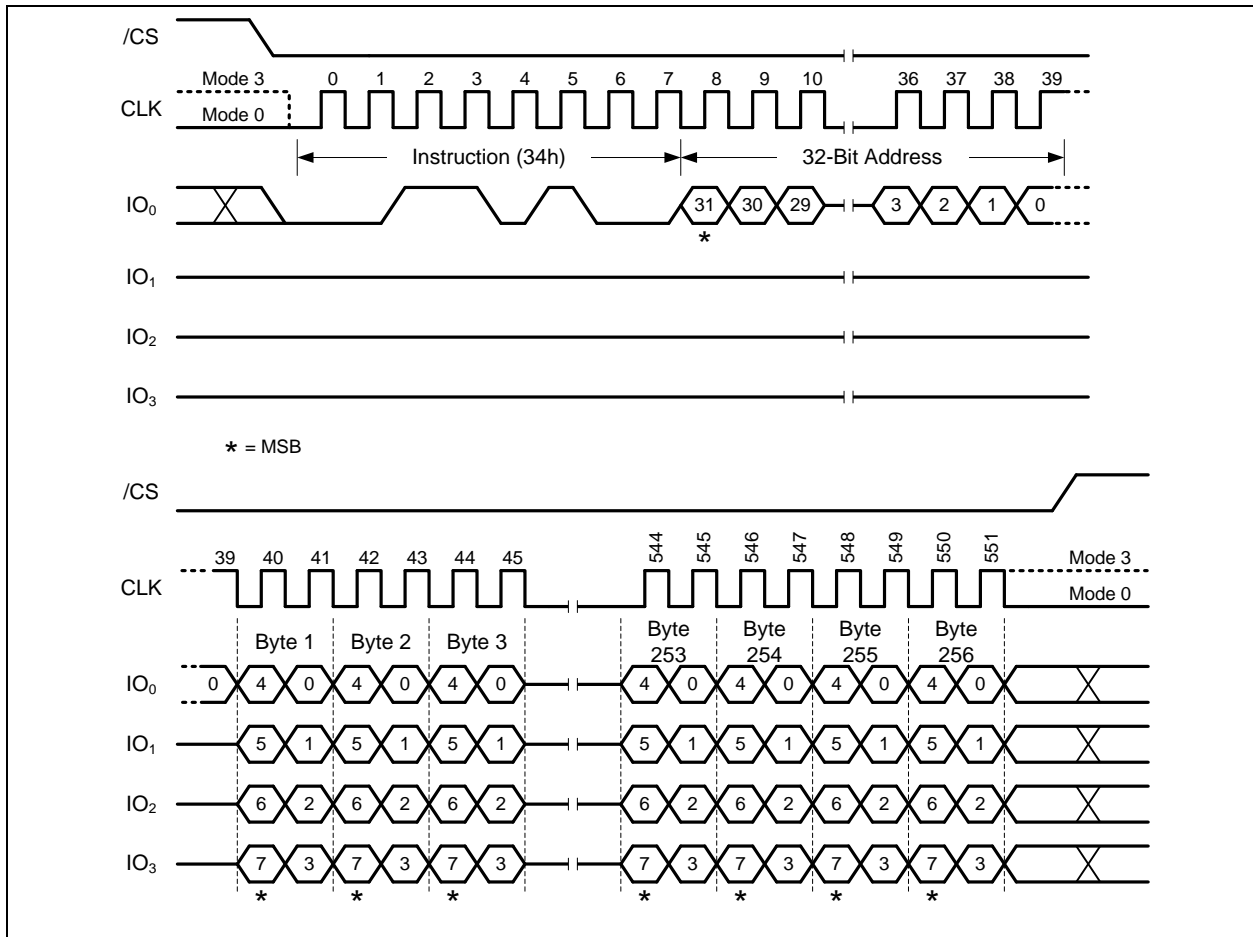 /CS
Mode 3 0 1 2 3 4 5 6 7 8 9 10 36 37 38 39
CLK Mode 0
Instruction (34h) 32-Bit Address
IO₀ 31 30 29 3 2 1 0
*
IO₁
IO₂
IO₃
* = MSB
/CS
39 40 41 42 43 44 45 544 545 546 547 548 549 550 551 Mode 3
CLK Mode 0
Byte 1 Byte 2 Byte 3 Byte 253 Byte 254 Byte 255 Byte 256
IO₀ 0 4 0 4 0 4 0 4 0 4 0 4 0 4 0
IO₁ 5 1 5 1 5 1 5 1 5 1 5 1 5 1
IO₂ 6 2 6 2 6 2 6 2 6 2 6 2 6 2
IO₃ 7 3 7 3 7 3 7 3 7 3 7 3 7 3
* * * * * * *